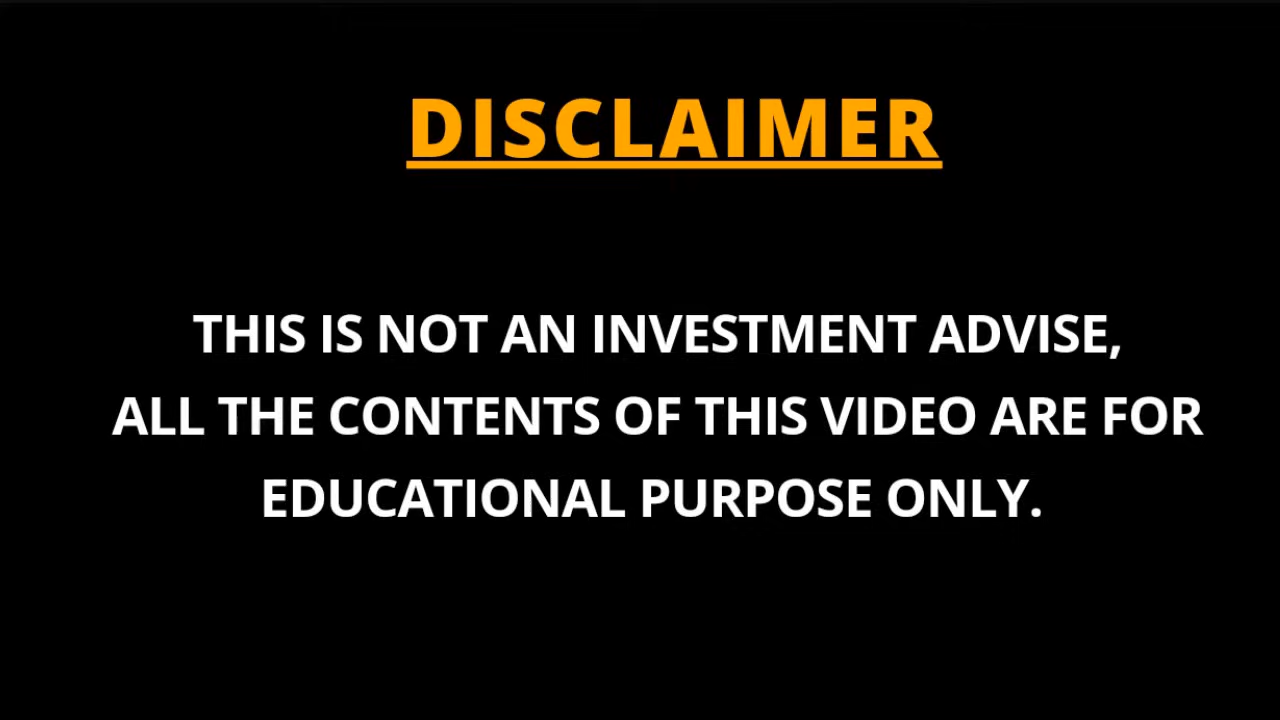 DISCLAIMER
THIS IS NOT AN INVESTMENT ADVISE,
ALL THE CONTENTS OF THIS VIDEO ARE FOR
EDUCATIONAL PURPOSE ONLY.